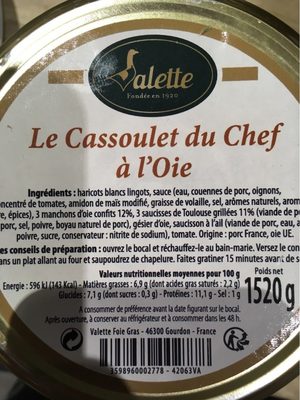 Valette
Fondée en 1920
Le Cassoulet du Chef
à l'Oie
Ingrédients : haricots blancs lingots, sauce (eau, couennes de porc, oignons,
concentré de tomates, amidon de maïs modifié, graisse de volaille, sel, arômes naturels,
poivre, épices), 3 manchons d'oie confits 12%, 3 saucisses de Toulouse grillées 11% (viande de
porc, sel, poivre, boyau naturel de porc), gésier d'oie, saucisson à l'ail (viande de porc, eau,
poivre, sucre, conservateur : nitrite de sodium), tomate. Origine : porc France, oie UE.
conseils de préparation : ouvrez le bocal et réchauffez-le au bain-marie. Versez le
dans un plat allant au four et saupoudrez de chapelure. Faites gratiner 15 minutes avant de
Valeurs nutritionnelles moyennes pour 100 g
Poids net
Energie : 596 kJ (143 Kcal) - Matières grasses : 6,9 g (dont acides gras saturés : 2,2 g)
Glucides : 7,1 g (dont sucres : 0,3 g) - Protéines : 11,1 g - Sel : 1 g
1520 g
A consommer de préférence avant la date figurant sur le bocal.
Après ouverture, à conserver au réfrigérateur et à consommer dans les 48 h.
Valette Foie Gras - 46300 Gourdon - France
3598960002778 - 42063VA